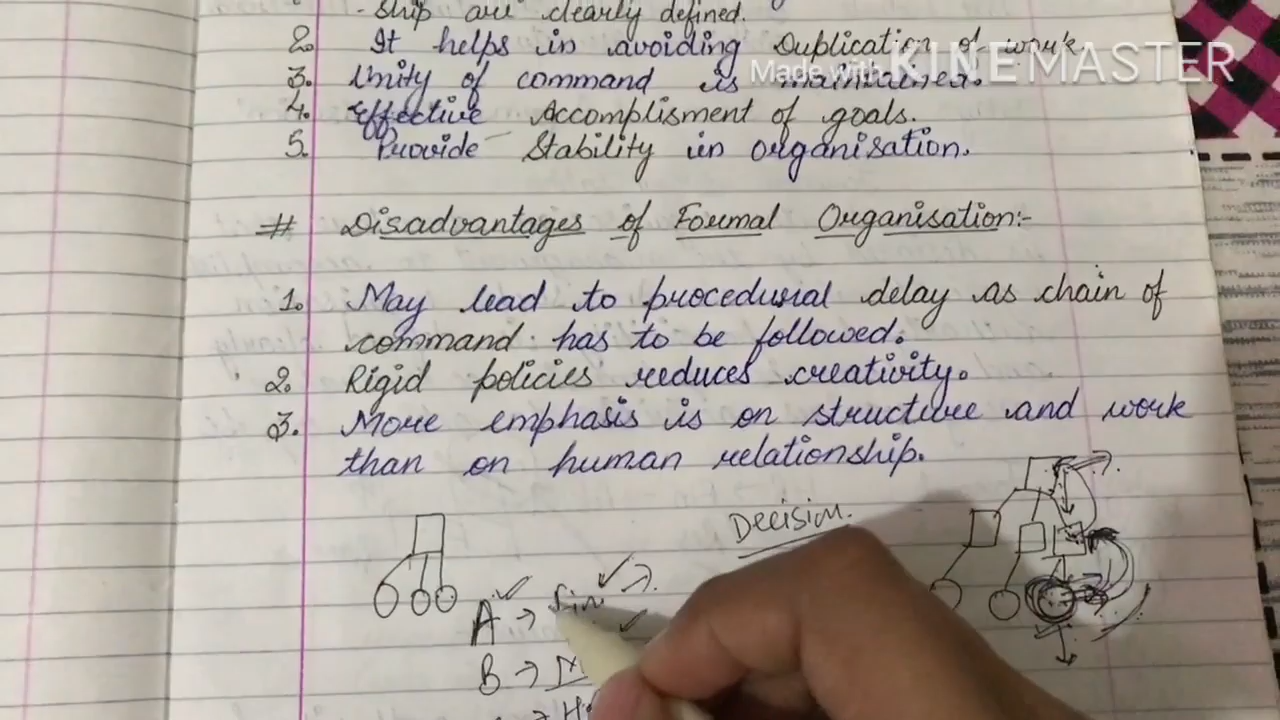 -ship are clearly defined.
2. It helps in avoiding Duplication of work
Made with KINEMASTER
3. Unity of command is maintained.
4. Effective Accomplisment of goals.
5. Provide Stability in organisation.
# Disadvantages of Formal Organisation:-
1. May lead to procedural delay as chain of
command has to be followed.
2. Rigid policies reduces creativity.
3. More emphasis is on structure and work
than on human relationship.
Decision.
A → fin
B →